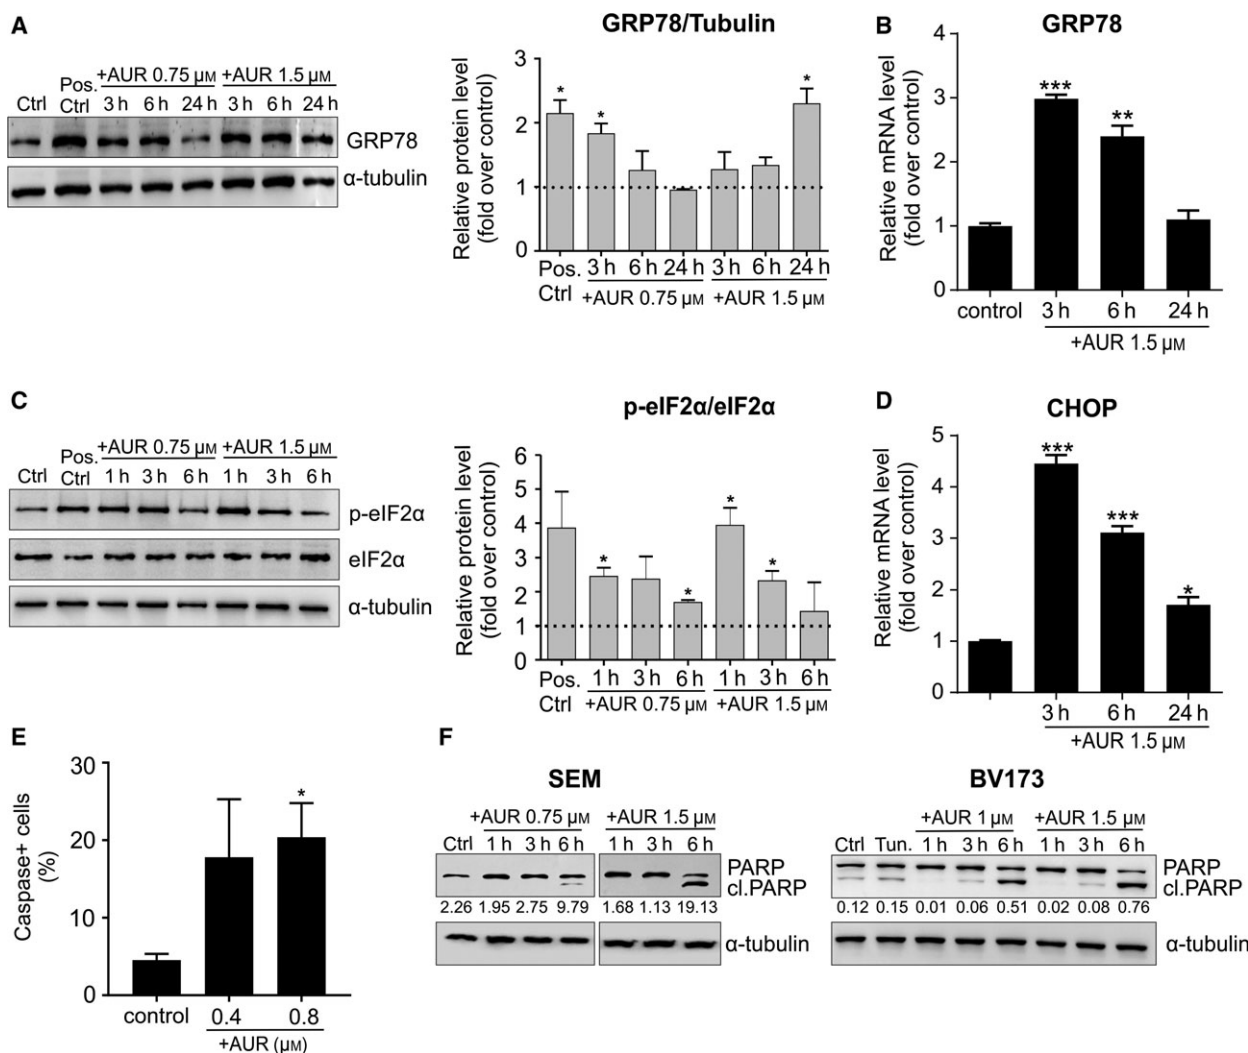 A
+AUR 0.75 µM +AUR 1.5 µM
Pos.
Ctrl Ctrl 3 h 6 h 24 h 3 h 6 h 24 h
GRP78
α-tubulin
GRP78/Tubulin
Relative protein level
(fold over control)
3
2
1
0
* * *
Pos. 3 h 6 h 24 h 3 h 6 h 24 h
Ctrl +AUR 0.75 µM +AUR 1.5 µM
B
GRP78
Relative mRNA level
(fold over control)
4
3
2
1
0
*** **
control 3 h 6 h 24 h
+AUR 1.5 µM
C
+AUR 0.75 µM +AUR 1.5 µM
Pos.
Ctrl Ctrl 1 h 3 h 6 h 1 h 3 h 6 h
p-eIF2α
eIF2α
α-tubulin
p-eIF2α/eIF2α
Relative protein level
(fold over control)
6
5
4
3
2
1
0
* * * *
Pos. 1 h 3 h 6 h 1 h 3 h 6 h
Ctrl +AUR 0.75 µM +AUR 1.5 µM
D
CHOP
Relative mRNA level
(fold over control)
5
4
3
2
1
0
*** *** *
3 h 6 h 24 h
+AUR 1.5 µM
E
Caspase+ cells
(%)
30
20
10
0
*
control 0.4 0.8
+AUR (µM)
F
SEM
+AUR 0.75 µM +AUR 1.5 µM
Ctrl 1 h 3 h 6 h 1 h 3 h 6 h
PARP
cl.PARP
2.26 1.95 2.75 9.79 1.68 1.13 19.13
α-tubulin
BV173
+AUR 1 µM +AUR 1.5 µM
Ctrl Tun. 1 h 3 h 6 h 1 h 3 h 6 h
PARP
cl.PARP
0.12 0.15 0.01 0.06 0.51 0.02 0.08 0.76
α-tubulin